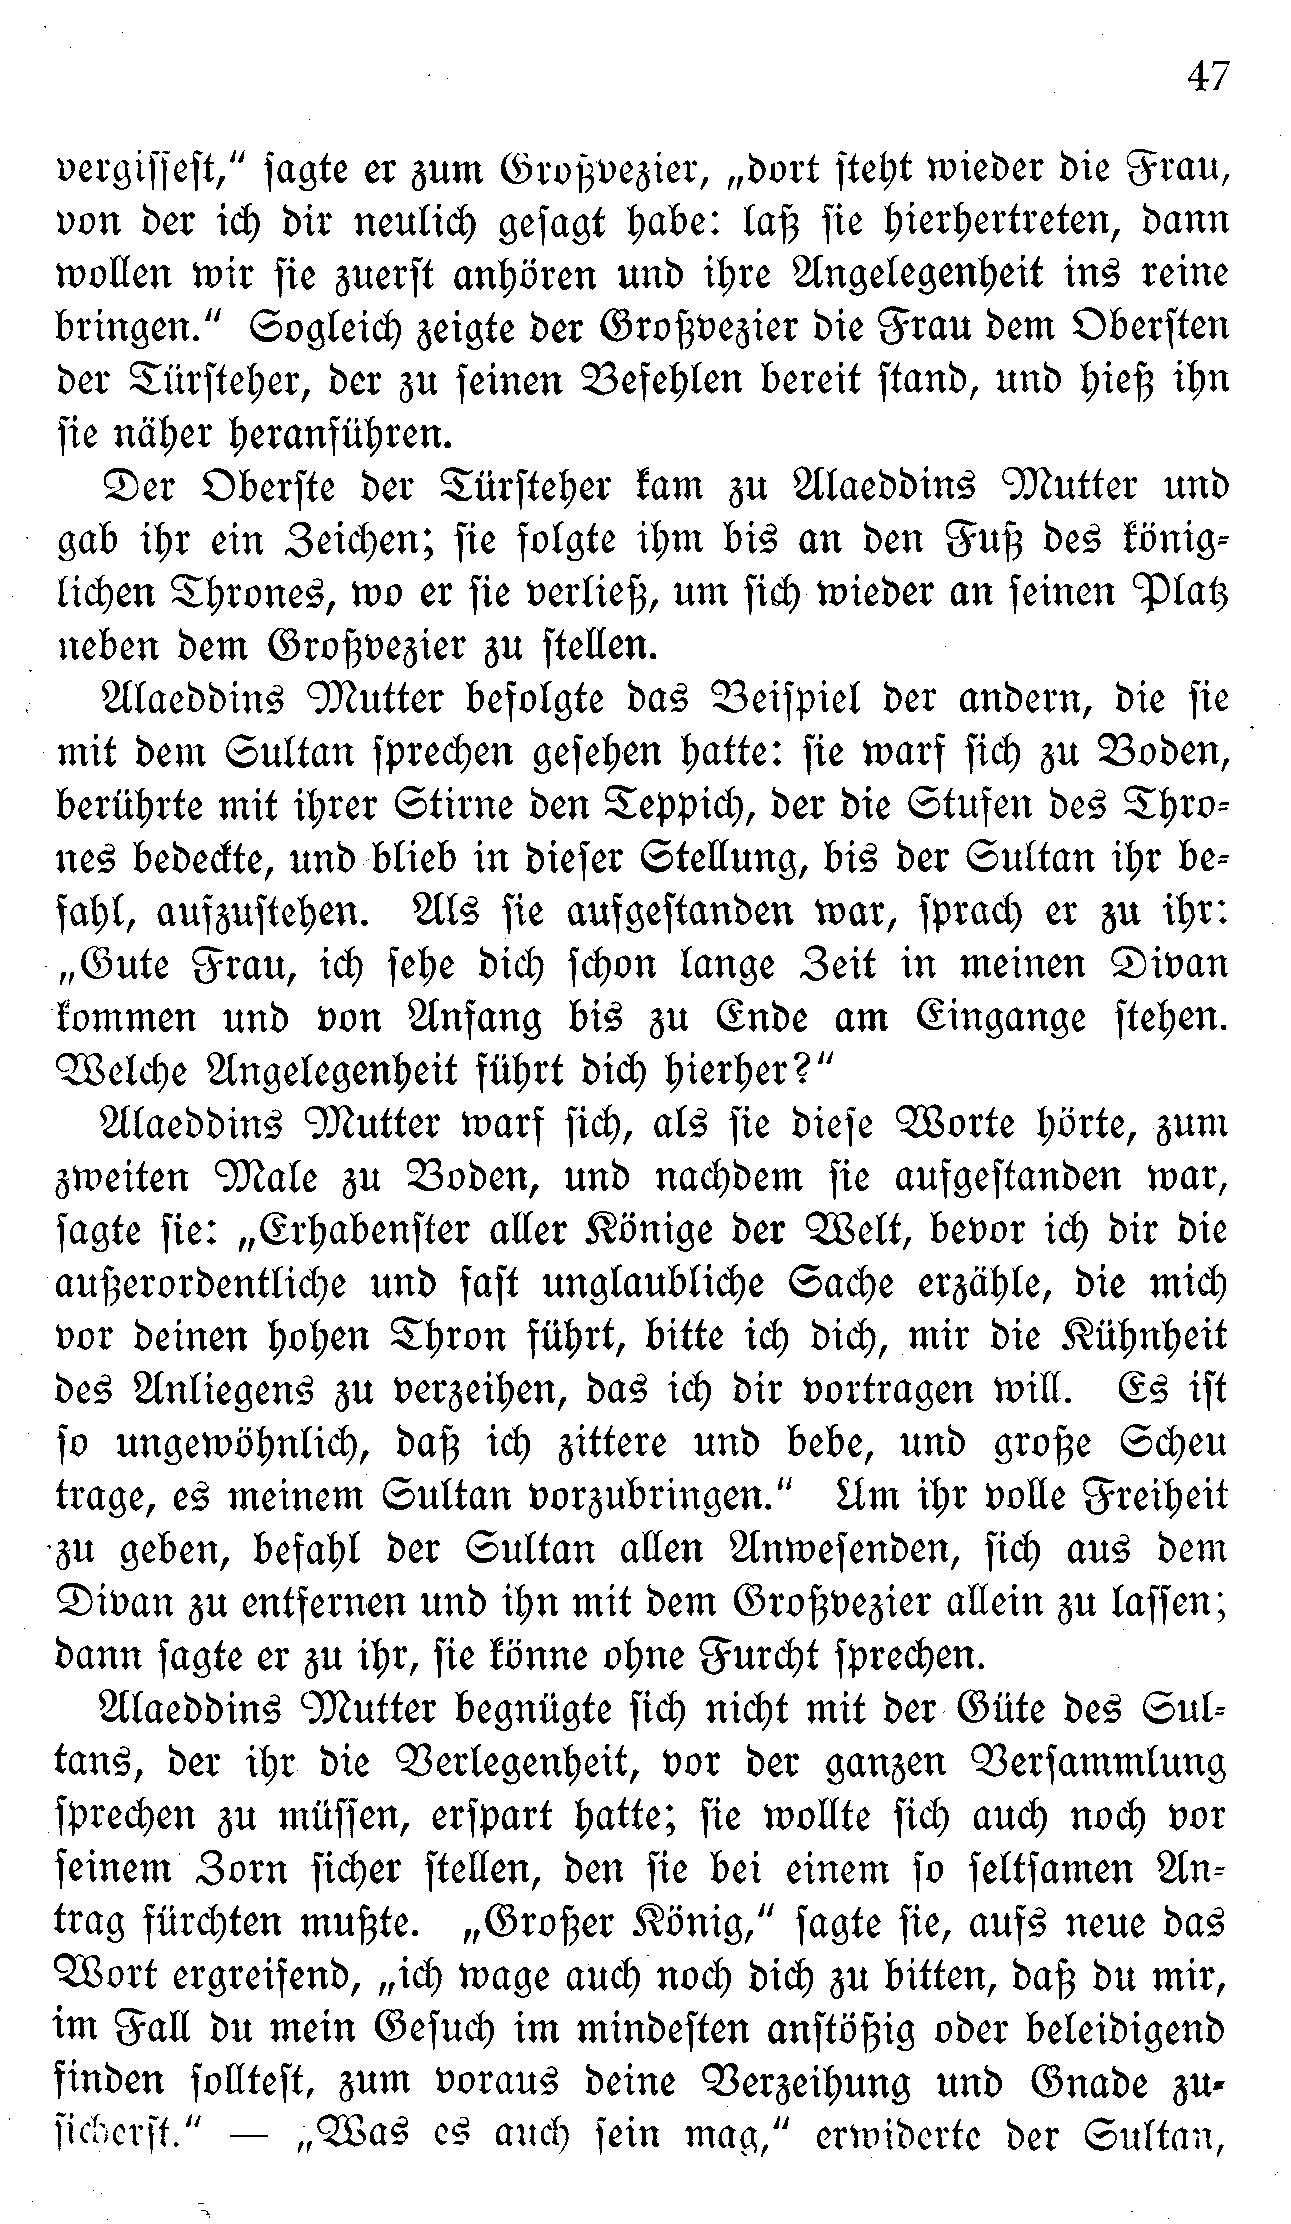 47
vergissest,“ sagte er zum Großvezier, „dort steht wieder die Frau,
von der ich dir neulich gesagt habe: laß sie hierhertreten, dann
wollen wir sie zuerst anhören und ihre Angelegenheit ins reine
bringen.“ Sogleich zeigte der Großvezier die Frau dem Obersten
der Türsteher, der zu seinen Befehlen bereit stand, und hieß ihn
sie näher heranführen.
Der Oberste der Türsteher kam zu Alaeddins Mutter und
gab ihr ein Zeichen; sie folgte ihm bis an den Fuß des könig-
lichen Thrones, wo er sie verließ, um sich wieder an seinen Platz
neben dem Großvezier zu stellen.
Alaeddins Mutter befolgte das Beispiel der andern, die sie
mit dem Sultan sprechen gesehen hatte: sie warf sich zu Boden,
berührte mit ihrer Stirne den Teppich, der die Stufen des Thro-
nes bedeckte, und blieb in dieser Stellung, bis der Sultan ihr be-
fahl, aufzustehen. Als sie aufgestanden war, sprach er zu ihr:
„Gute Frau, ich sehe dich schon lange Zeit in meinen Divan
kommen und von Anfang bis zu Ende am Eingange stehen.
Welche Angelegenheit führt dich hierher?“
Alaeddins Mutter warf sich, als sie diese Worte hörte, zum
zweiten Male zu Boden, und nachdem sie aufgestanden war,
sagte sie: „Erhabenster aller Könige der Welt, bevor ich dir die
außerordentliche und fast unglaubliche Sache erzähle, die mich
vor deinen hohen Thron führt, bitte ich dich, mir die Kühnheit
des Anliegens zu verzeihen, das ich dir vortragen will. Es ist
so ungewöhnlich, daß ich zittere und bebe, und große Scheu
trage, es meinem Sultan vorzubringen.“ Um ihr volle Freiheit
zu geben, befahl der Sultan allen Anwesenden, sich aus dem
Divan zu entfernen und ihn mit dem Großvezier allein zu lassen;
dann sagte er zu ihr, sie könne ohne Furcht sprechen.
Alaeddins Mutter begnügte sich nicht mit der Güte des Sul-
tans, der ihr die Verlegenheit, vor der ganzen Versammlung
sprechen zu müssen, erspart hatte; sie wollte sich auch noch vor
seinem Zorn sicher stellen, den sie bei einem so seltsamen An-
trag fürchten mußte. „Großer König,“ sagte sie, aufs neue das
Wort ergreifend, „ich wage auch noch dich zu bitten, daß du mir,
im Fall du mein Gesuch im mindesten anstößig oder beleidigend
finden solltest, zum voraus deine Verzeihung und Gnade zu-
sicherst.“ — „Was es auch sein mag,“ erwiderte der Sultan,